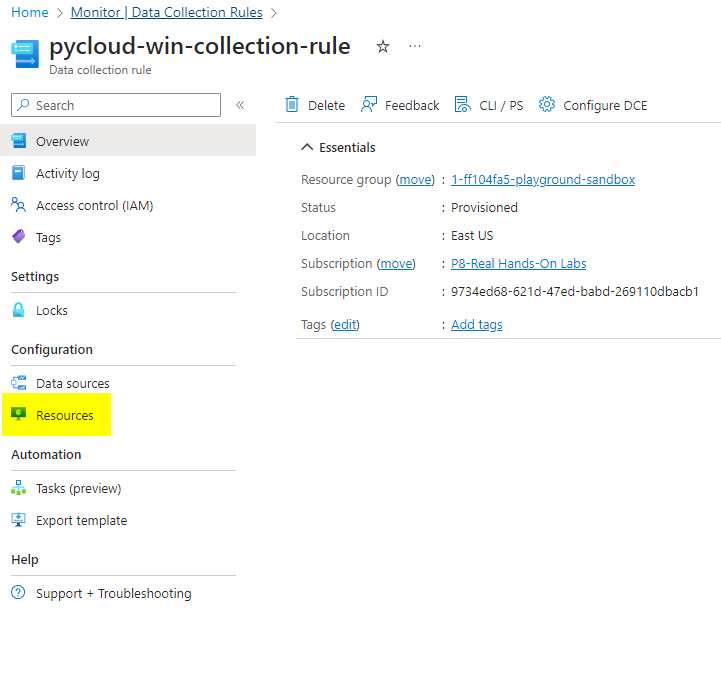 Home > Monitor | Data Collection Rules >
pycloud-win-collection-rule ☆ ...
Data collection rule
Search «
Overview
Activity log
Access control (IAM)
Tags
Settings
Locks
Configuration
Data sources
Resources
Automation
Tasks (preview)
Export template
Help
Support + Troubleshooting
Delete Feedback CLI / PS Configure DCE
Essentials
Resource group (move) : 1-ff104fa5-playground-sandbox
Status : Provisioned
Location : East US
Subscription (move) : P8-Real Hands-On Labs
Subscription ID : 9734ed68-621d-47ed-babd-269110dbacb1
Tags (edit) : Add tags